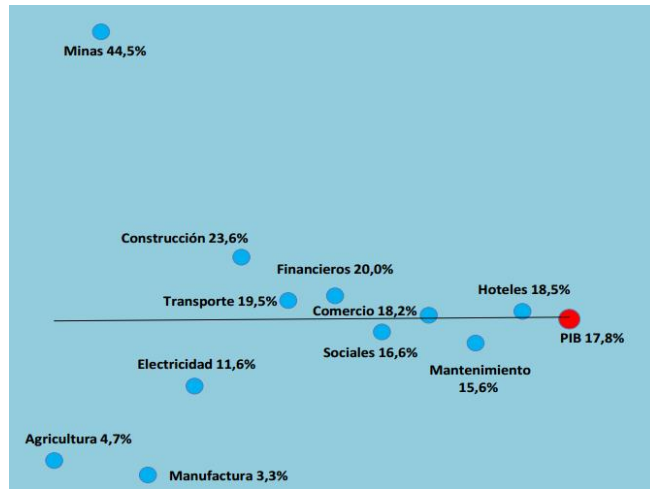 Minas 44,5%
Construcción 23,6%
Financieros 20,0%
Transporte 19,5%
Hoteles 18,5%
Comercio 18,2%
PIB 17,8%
Sociales 16,6%
Electricidad 11,6%
Mantenimiento
15,6%
Agricultura 4,7%
Manufactura 3,3%